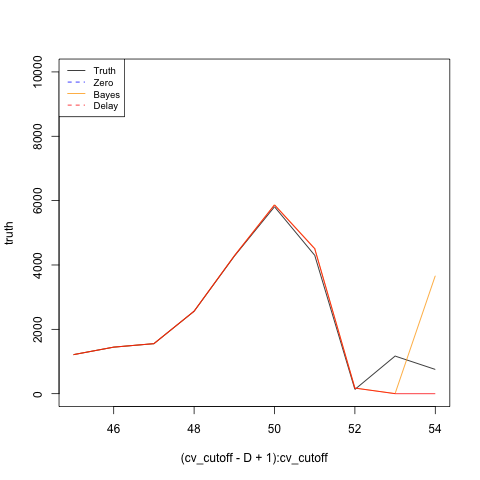 Truth
Zero
Bayes
Delay
truth
0
2000
4000
6000
8000
10000
46
48
50
52
54
(cv_cutoff - D + 1):cv_cutoff